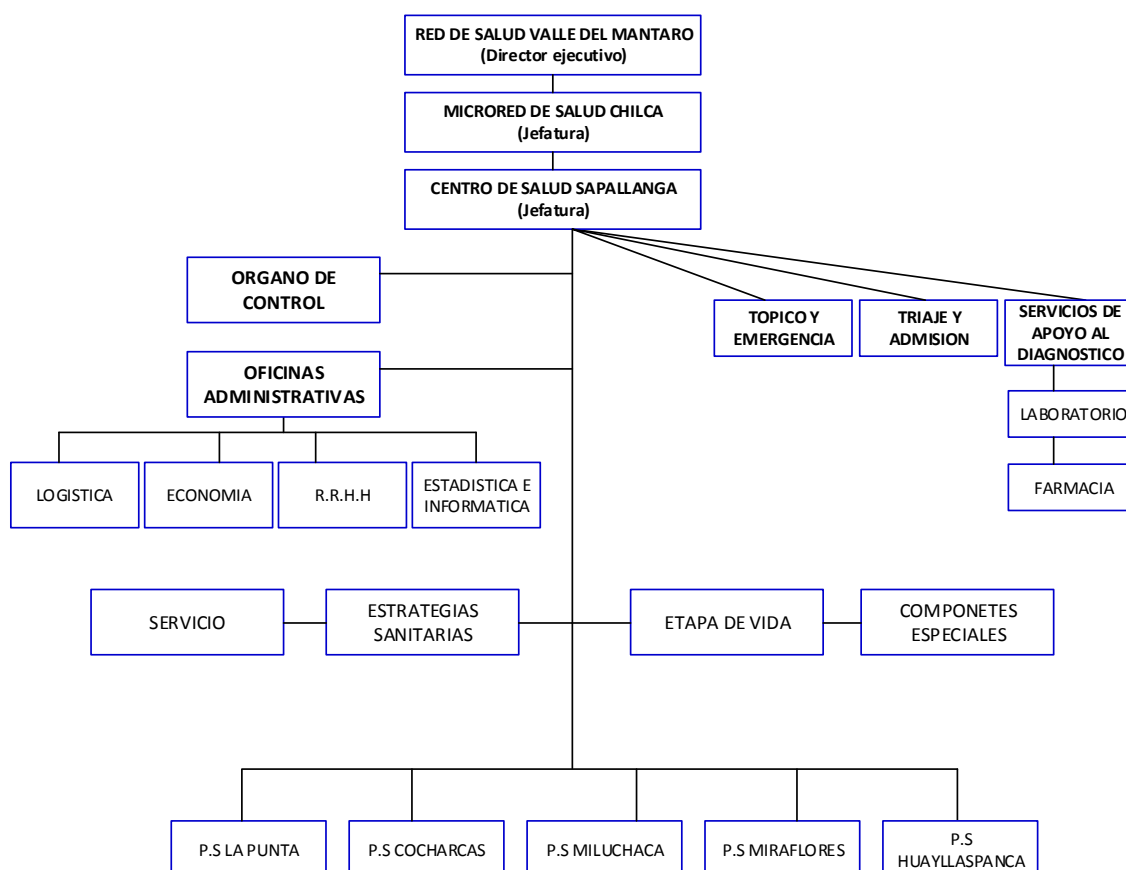 RED DE SALUD VALLE DEL MANTARO
(Director ejecutivo)
MICRORED DE SALUD CHILCA
(Jefatura)
CENTRO DE SALUD SAPALLANGA
(Jefatura)
ORGANO DE
CONTROL
TOPICO Y
EMERGENCIA
TRIAJE Y
ADMISION
SERVICIOS DE
APOYO AL
DIAGNOSTICO
OFICINAS
ADMINISTRATIVAS
LABORATORIO
LOGISTICA
ECONOMIA
R.R.H.H
ESTADISTICA E
INFORMATICA
FARMACIA
SERVICIO
ESTRATEGIAS
SANITARIAS
ETAPA DE VIDA
COMPONETES
ESPECIALES
P.S LA PUNTA
P.S COCHARCAS
P.S MILUCHACA
P.S MIRAFLORES
P.S
HUAYLLASPANCA